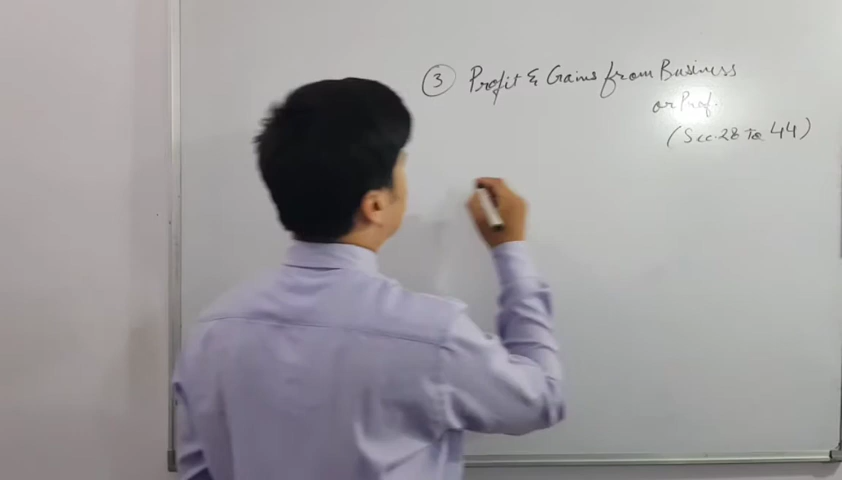 ③ Profit & Gains from Business
or Prof.
(Sec. 28 to 44)